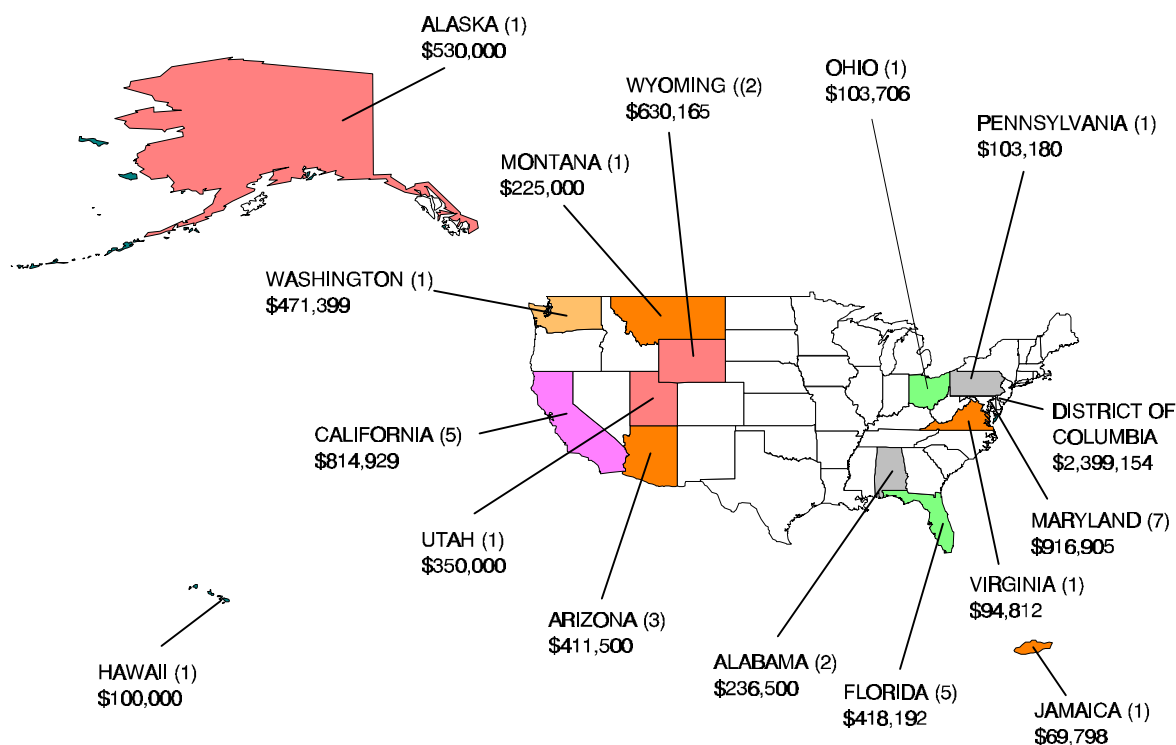 ALASKA (1)
$530,000
WYOMING ((2)
$630,165
OHIO (1)
$103,706
PENNSYLVANIA (1)
$103,180
MONTANA (1)
$225,000
WASHINGTON (1)
$471,399
CALIFORNIA (5)
$814,929
DISTRICT OF
COLUMBIA
$2,399,154
UTAH (1)
$350,000
MARYLAND (7)
$916,905
VIRGINIA (1)
$94,812
ARIZONA (3)
$411,500
ALABAMA (2)
$236,500
FLORIDA (5)
$418,192
HAWAII (1)
$100,000
JAMAICA (1)
$69,798